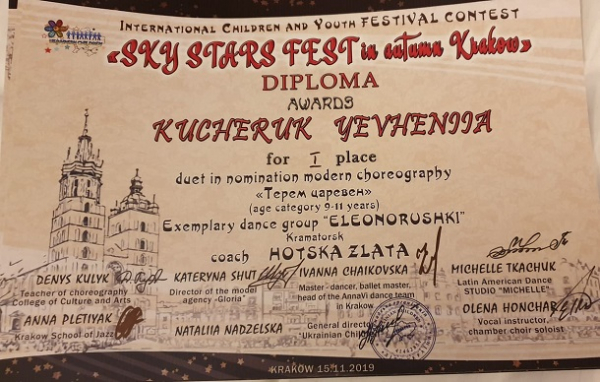 INTERNATIONAL CHILDREN AND YOUTH FESTIVAL CONTEST
«SKY STARS FEST in autumn Krakow»
DIPLOMA
AWARDS
KUCHERUK YEVHENIIA
for I place
duet in nomination modern choreography
«Терем царевен»
(age category 9-11 years)
Exemplary dance group "ELEONORUSHKI"
Kramatorsk
coach HOTSKA ZLATA
DENYS KULYK
Teacher of choreography
College of Culture and Arts
ANNA PLETIYAK
Krakow School of Jazz
KATERYNA SHUT
Director of the model
agency -Gloria'
NATALIIA NADZELSKA
IVANNA CHAIKOVSKA
Master - dancer, ballet master,
head of the AnnaVi dance team
in Krakow
General director
"Ukrainian
MICHELLE TKACHUK
Latin American Dance
STUDIO "MICHELLE"
OLENA HONCHAR
Vocal instructor,
chamber choir soloist
KRAKOW 15.11.2019